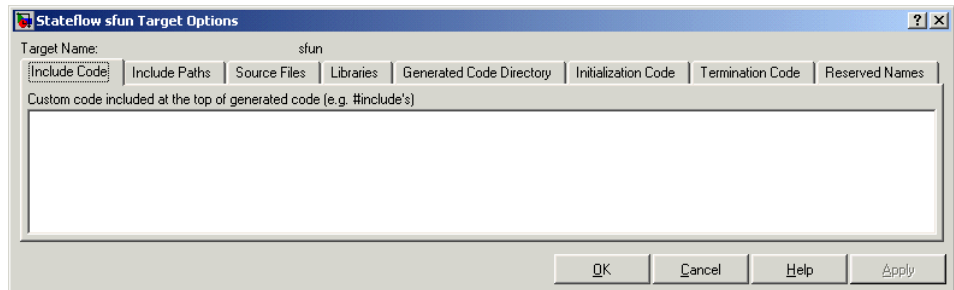 Stateflow sfun Target Options
Target Name: sfun
Include Code Include Paths Source Files Libraries Generated Code Directory Initialization Code Termination Code Reserved Names
Custom code included at the top of generated code (e.g. #include's)
OK Cancel Help Apply